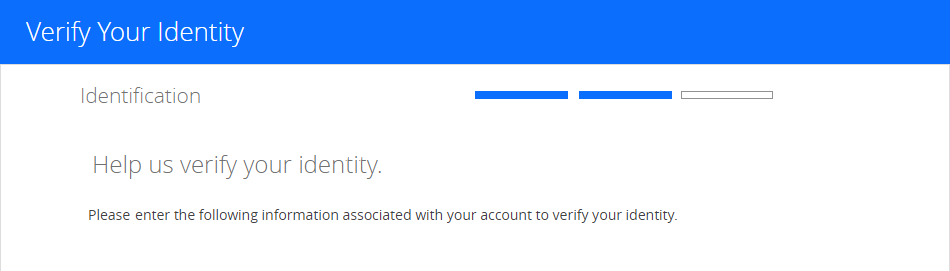 Verify Your Identity
Identification
Help us verify your identity.
Please enter the following information associated with your account to verify your identity.